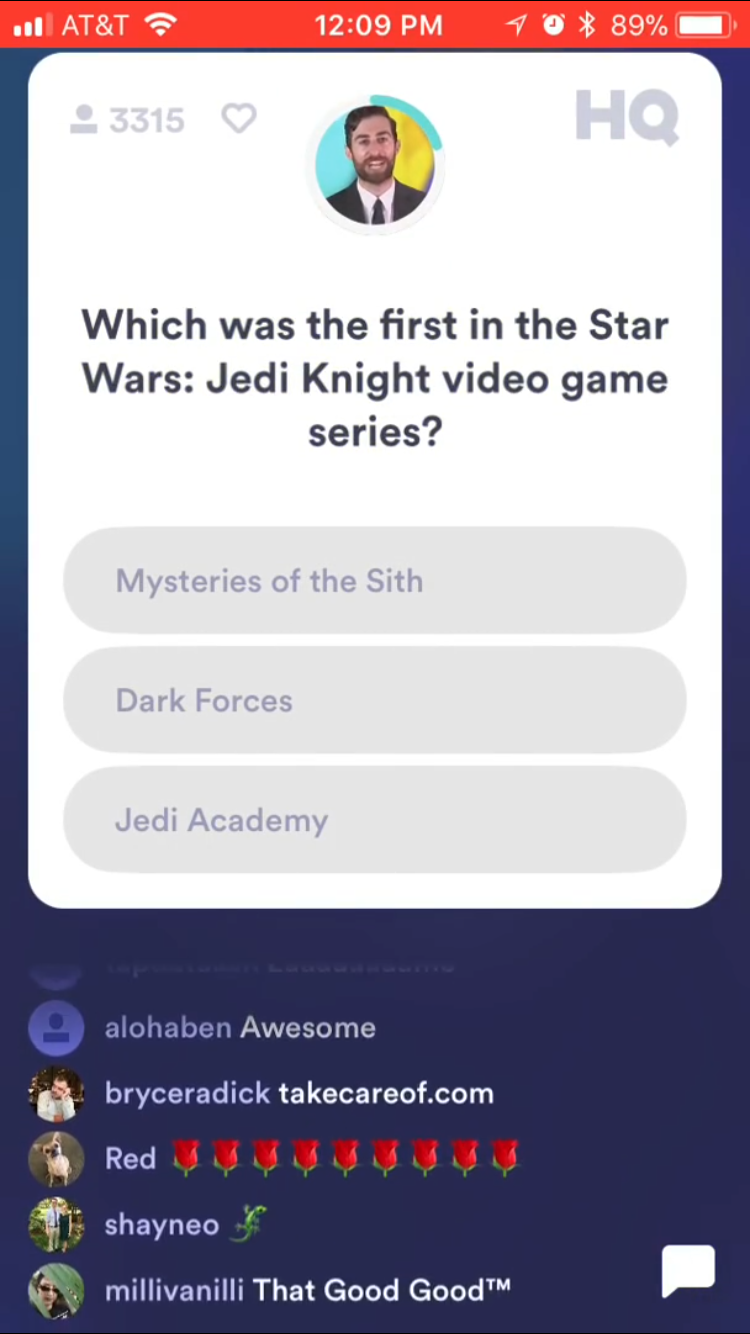 AT&T 12:09 PM 89%
3315 HQ
Which was the first in the Star
Wars: Jedi Knight video game
series?
Mysteries of the Sith
Dark Forces
Jedi Academy
alohaben Awesome
bryceradick takecareof.com
Red 🌹🌹🌹🌹🌹🌹🌹🌹🌹
shayneo 🦎
millivanilli That Good Good™